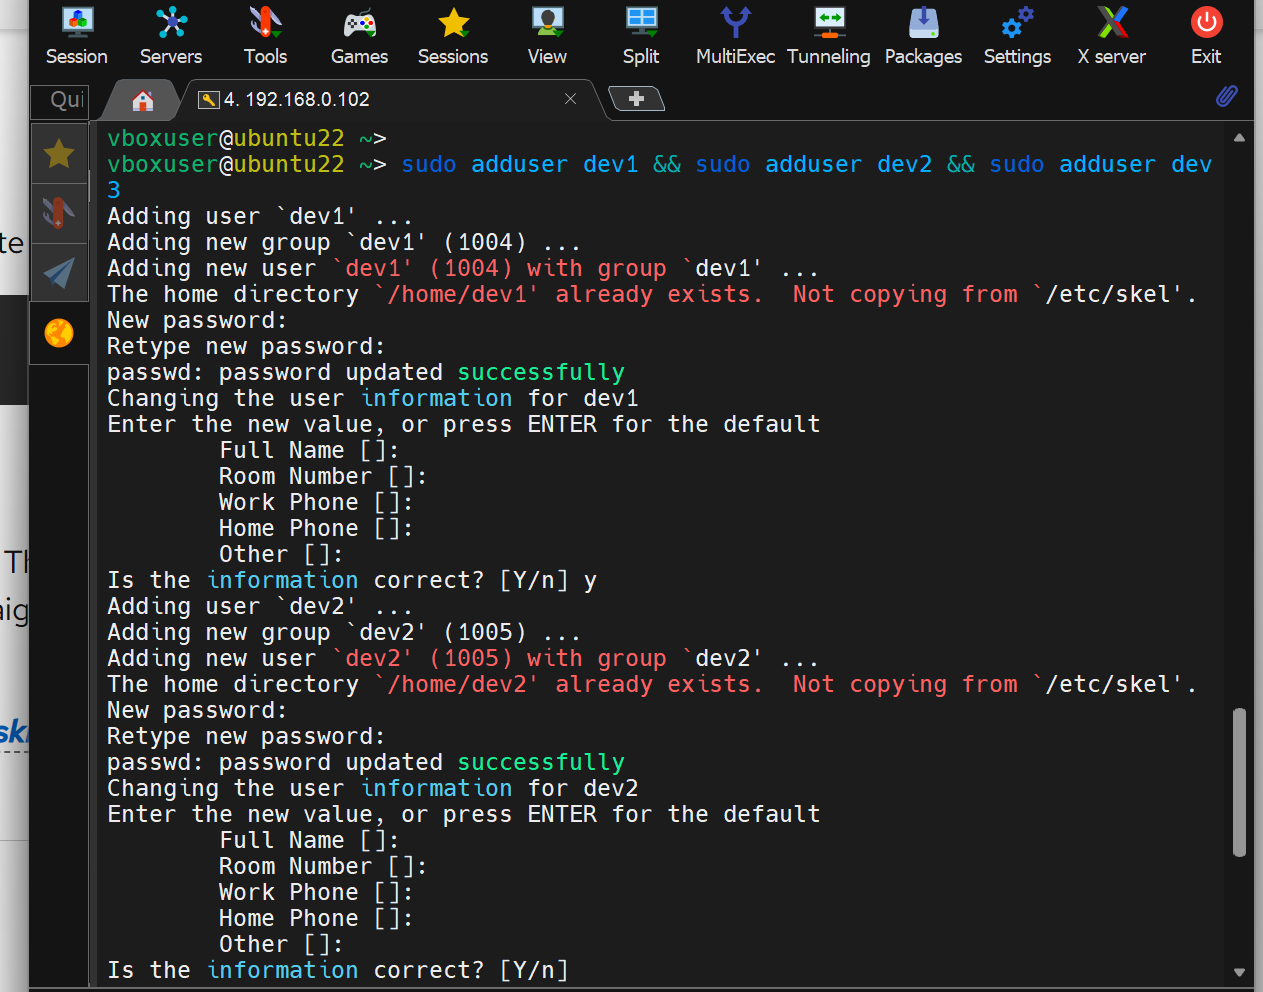 Session Servers Tools Games Sessions View Split MultiExec Tunneling Packages Settings X server Exit
Qui
4. 192.168.0.102
vboxuser@ubuntu22 ~>
vboxuser@ubuntu22 ~> sudo adduser dev1 && sudo adduser dev2 && sudo adduser dev
3
Adding user `dev1' ...
Adding new group `dev1' (1004) ...
Adding new user `dev1' (1004) with group `dev1' ...
The home directory `/home/dev1' already exists.  Not copying from `/etc/skel'.
New password:
Retype new password:
passwd: password updated successfully
Changing the user information for dev1
Enter the new value, or press ENTER for the default
        Full Name []:
        Room Number []:
        Work Phone []:
        Home Phone []:
        Other []:
Is the information correct? [Y/n] y
Adding user `dev2' ...
Adding new group `dev2' (1005) ...
Adding new user `dev2' (1005) with group `dev2' ...
The home directory `/home/dev2' already exists.  Not copying from `/etc/skel'.
New password:
Retype new password:
passwd: password updated successfully
Changing the user information for dev2
Enter the new value, or press ENTER for the default
        Full Name []:
        Room Number []:
        Work Phone []:
        Home Phone []:
        Other []:
Is the information correct? [Y/n]